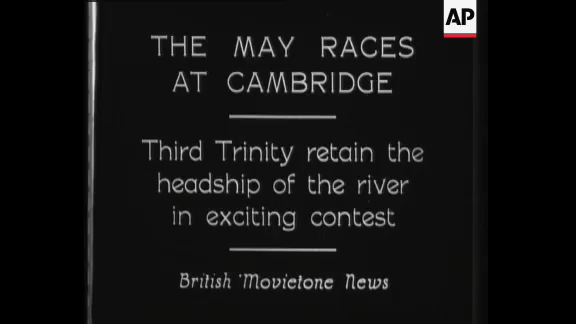 AP
THE MAY RACES
AT CAMBRIDGE
Third Trinity retain the
headship of the river
in exciting contest
British Movietone News